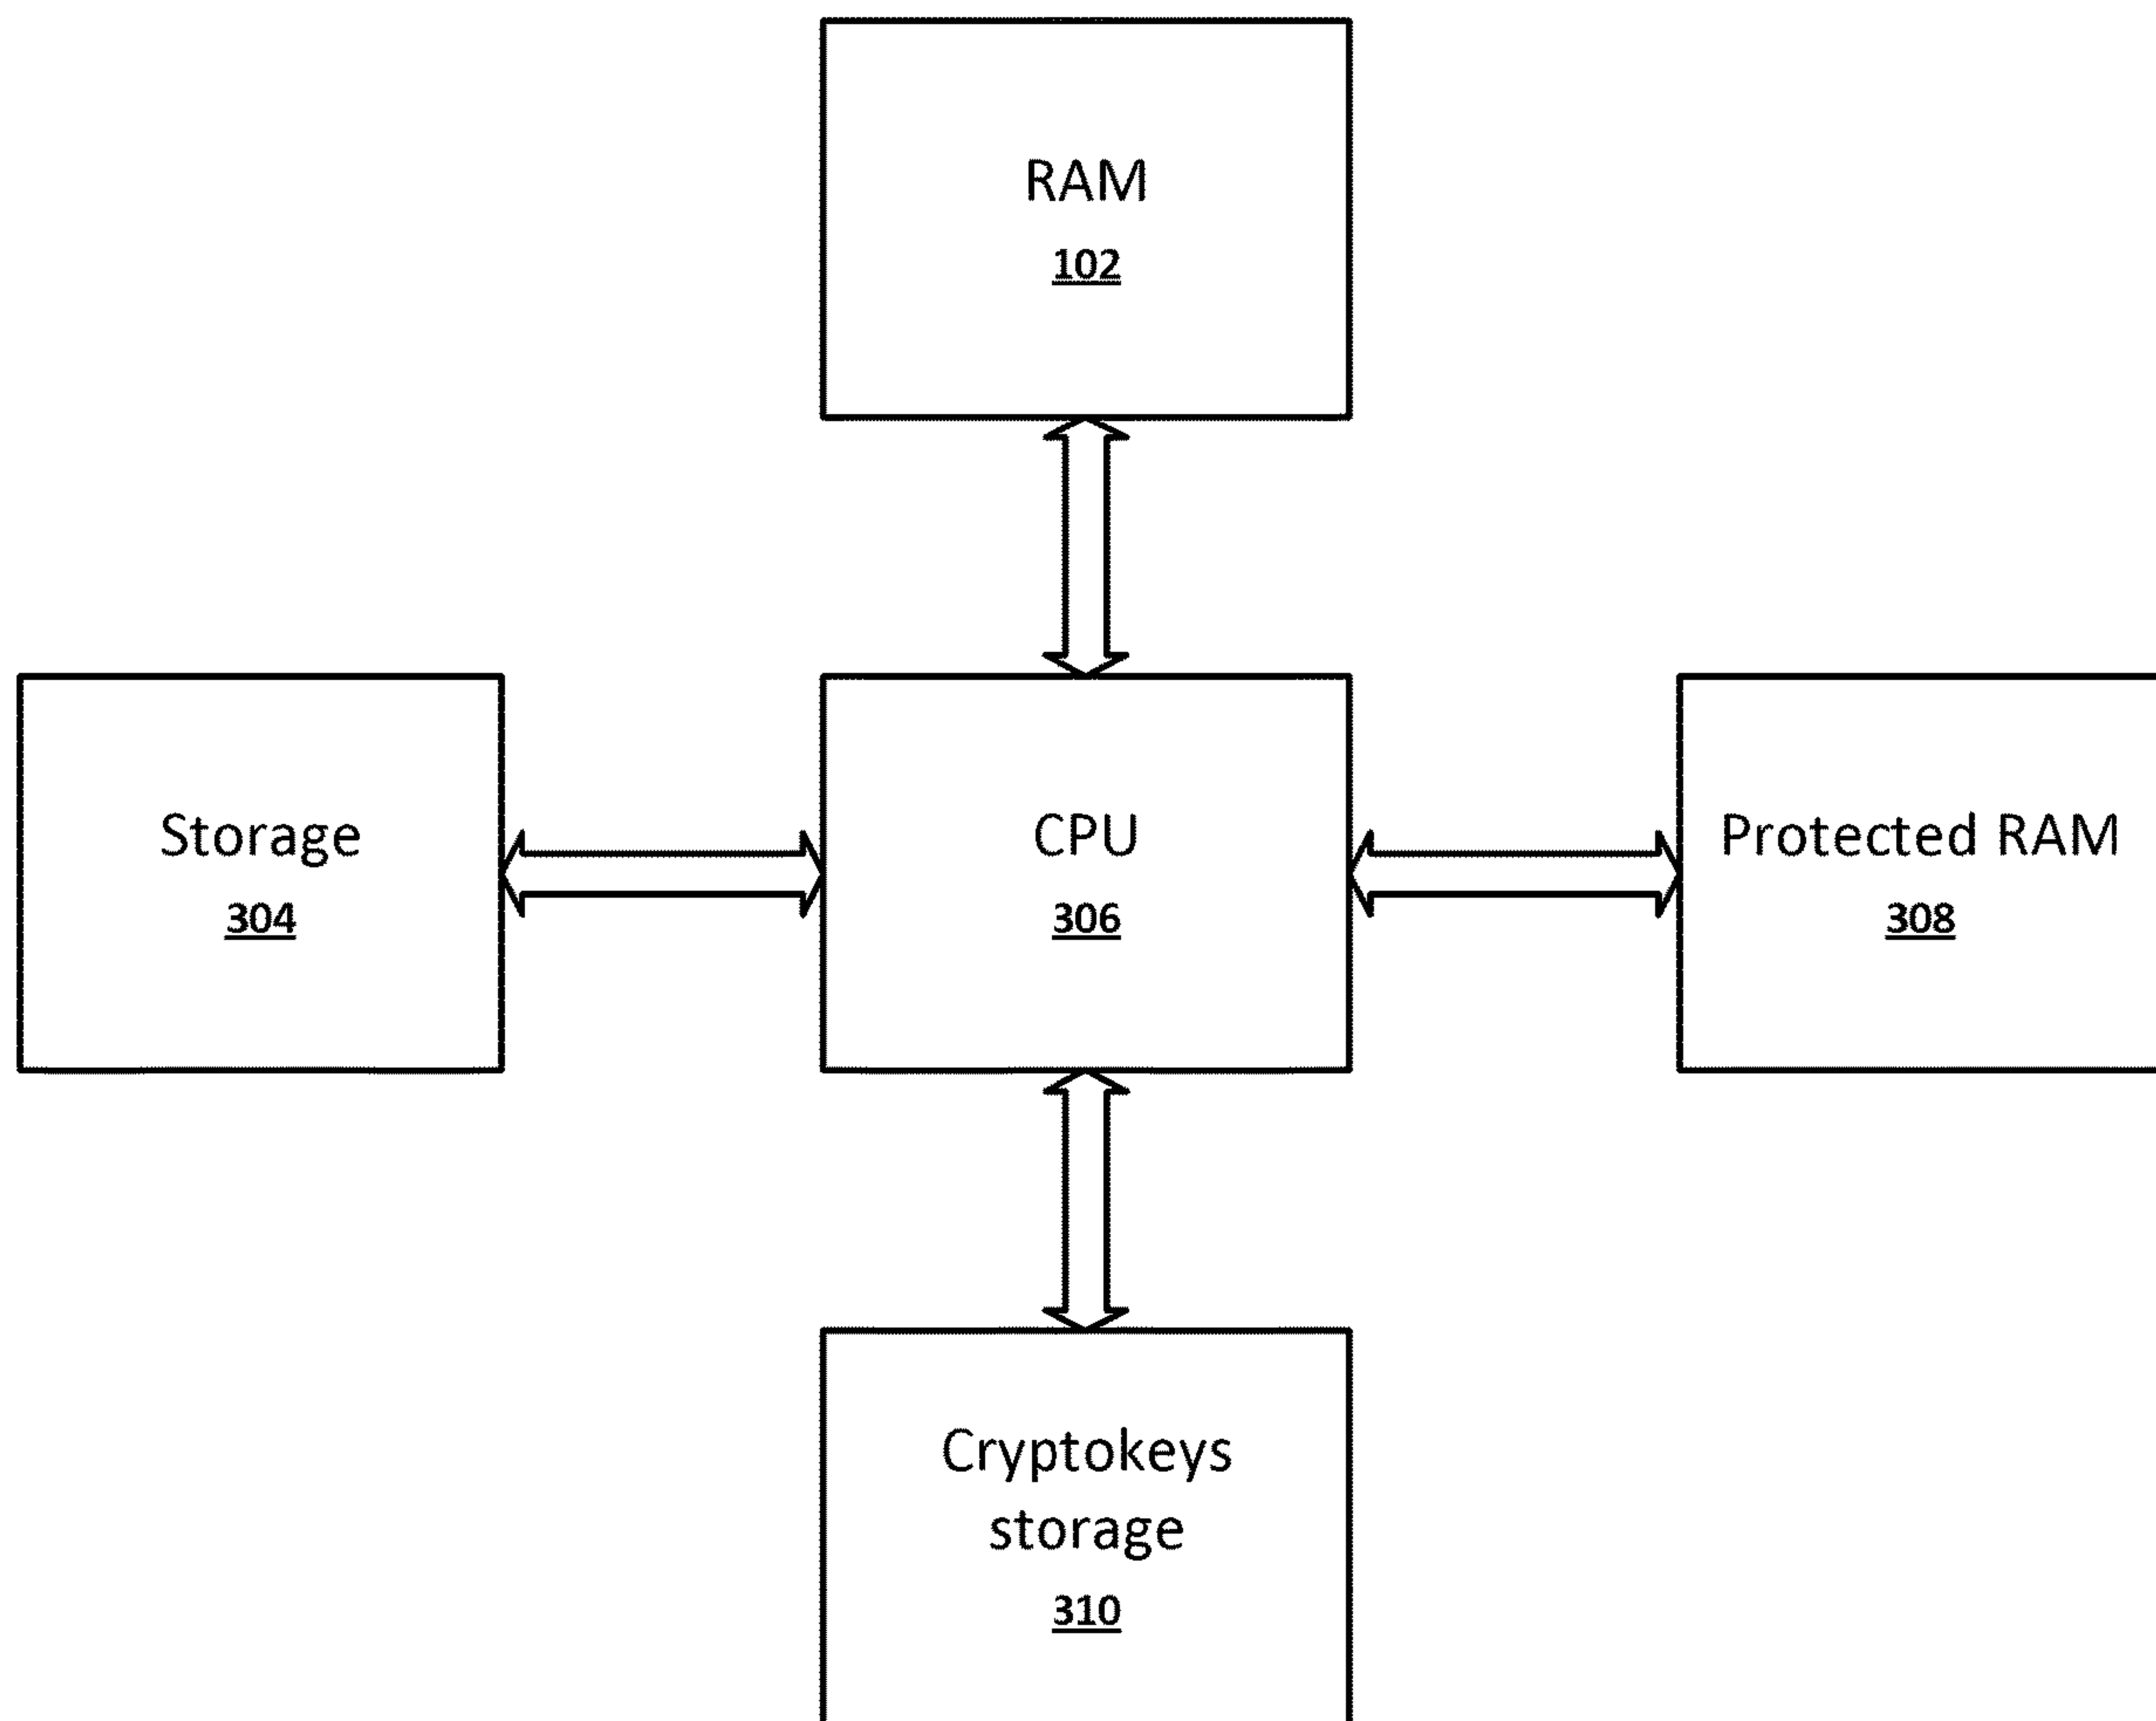 RAM
102
Storage
304
CPU
306
Protected RAM
308
Cryptokeys
storage
310